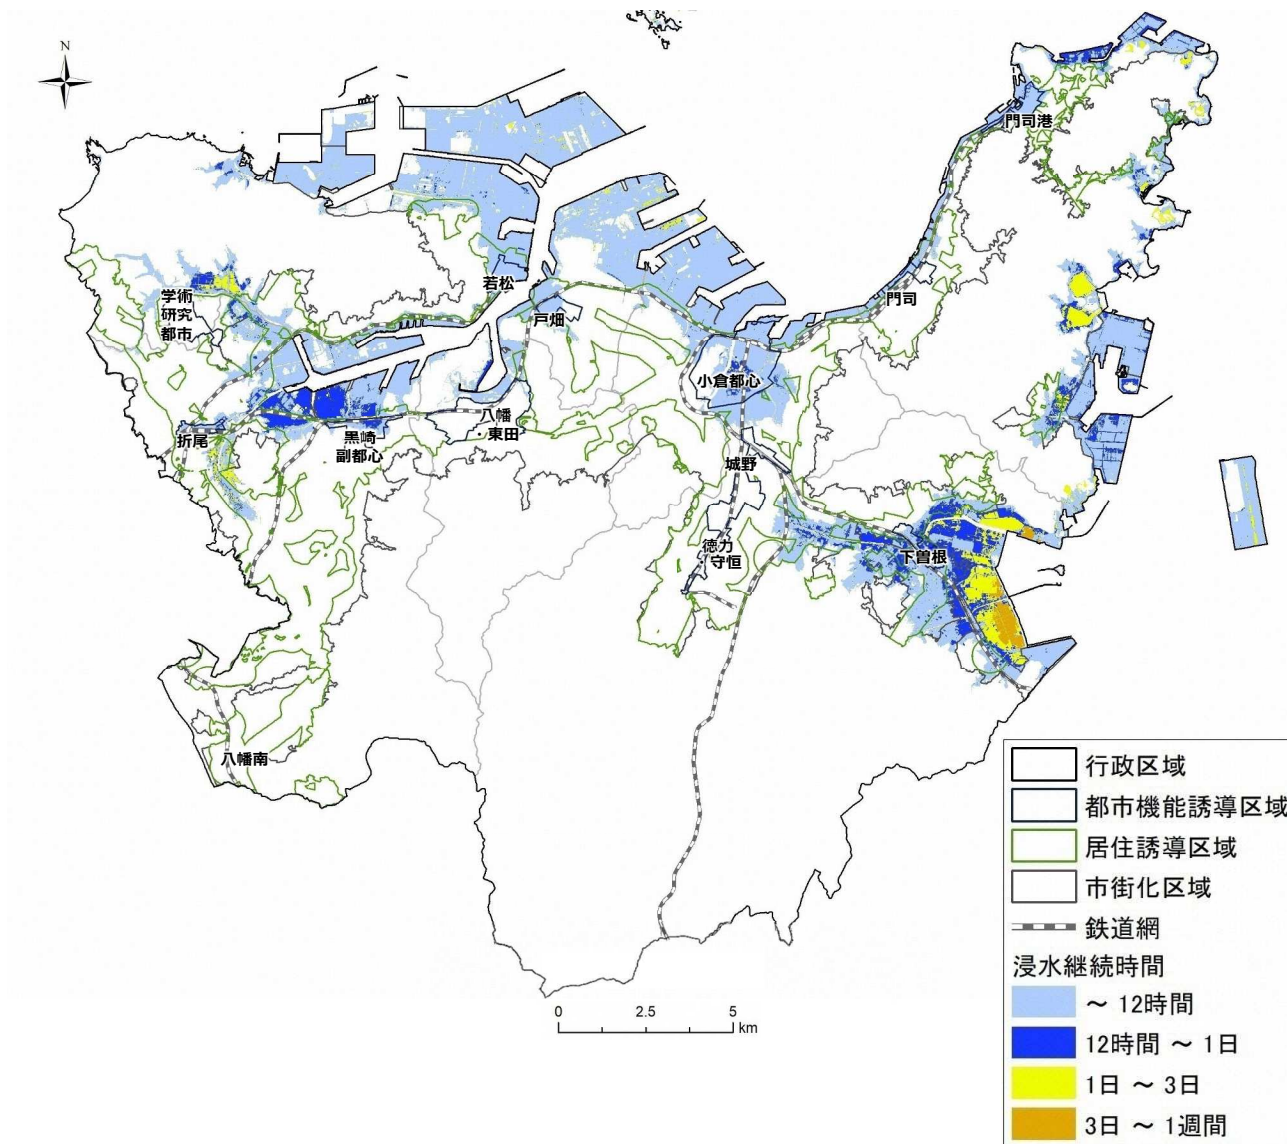 N
門司港
若松
学術
研究
都市
戸畑
門司
小倉都心
折尾
黒崎
副都心
八幡
東田
城野
徳力
守恒
下曽根
八幡南
0 2.5 5
km
行政区域
都市機能誘導区域
居住誘導区域
市街化区域
鉄道網
浸水継続時間
～ 12時間
12時間 ～ 1日
1日 ～ 3日
3日 ～ 1週間